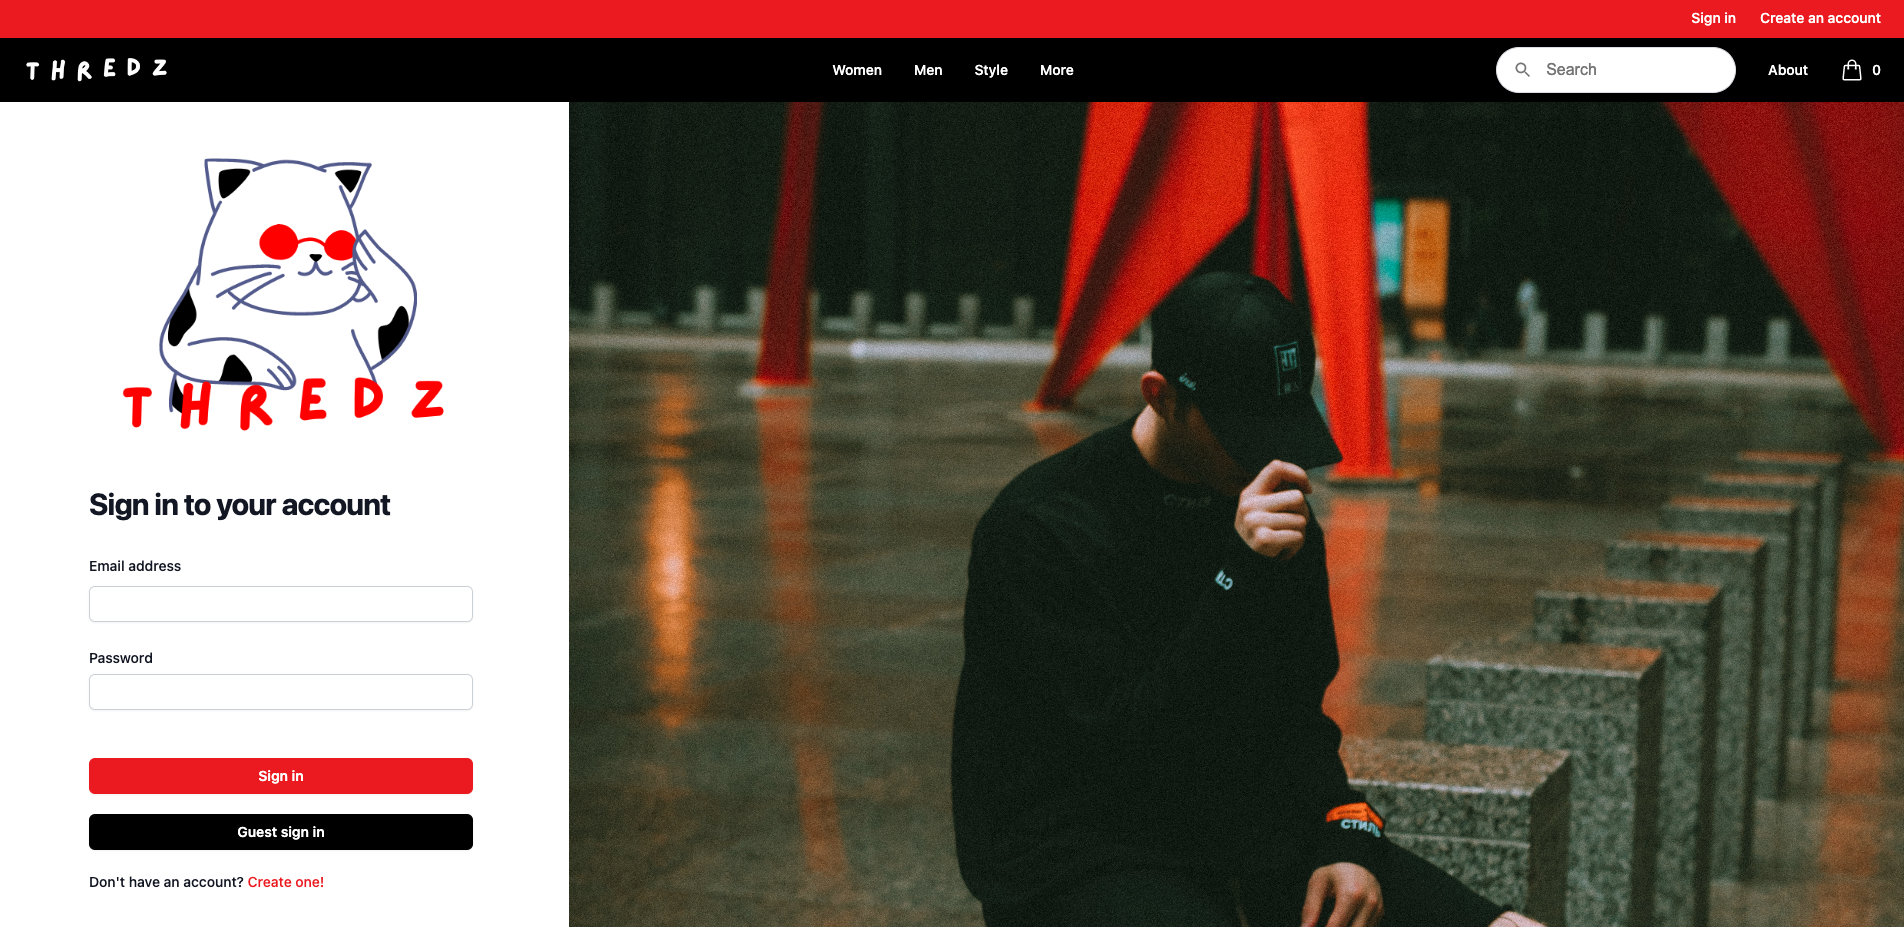 Sign in Create an account
THREDZ
Women Men Style More
Search
About
0
THREDZ
Sign in to your account
Email address
Password
Sign in
Guest sign in
Don't have an account? Create one!
СТИЛЬ